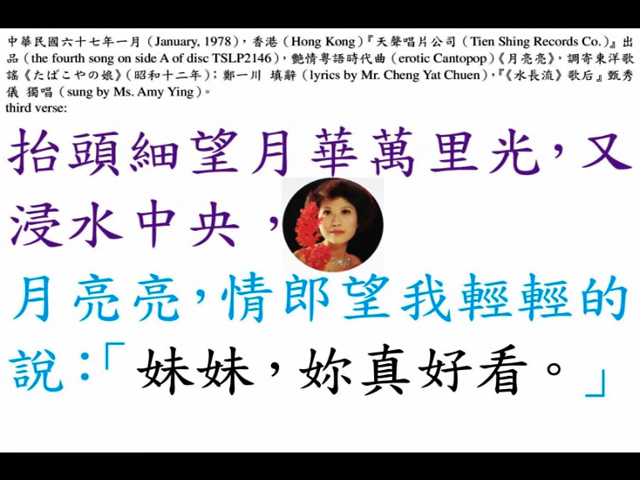 中華民國六十七年一月（January, 1978），香港（Hong Kong）『天聲唱片公司（Tien Shing Records Co.）』出
品（the fourth song on side A of disc TSLP2146），艷情粵語時代曲（erotic Cantopop）《月亮亮》，調寄東洋歌
謠《たばこやの娘》（昭和十二年）；鄭一川 填辭（lyrics by Mr. Cheng Yat Chuen），『《水長流》歌后』甄秀
儀 獨唱（sung by Ms. Amy Ying）。
third verse:
抬頭細望月華萬里光，又
浸水中央，
月亮亮，情郎望我輕輕的
說：「妹妹，妳真好看。」